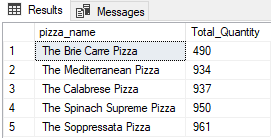 Results Messages
pizza_name Total_Quantity
1 The Brie Carre Pizza 490
2 The Mediterranean Pizza 934
3 The Calabrese Pizza 937
4 The Spinach Supreme Pizza 950
5 The Soppressata Pizza 961